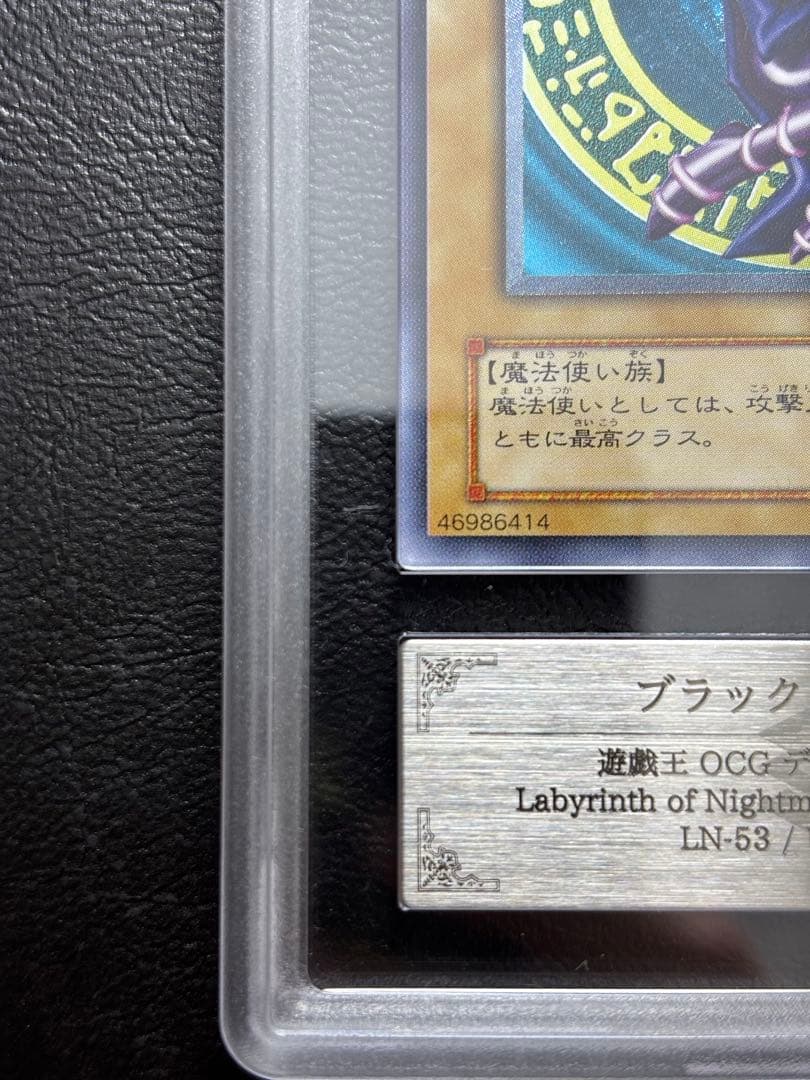 【魔法使い族】
魔法使いとしては、攻撃
ともに最高クラス。
46986414
ブラック
遊戯王 OCG デ
Labyrinth of Nightm
LN-53 /